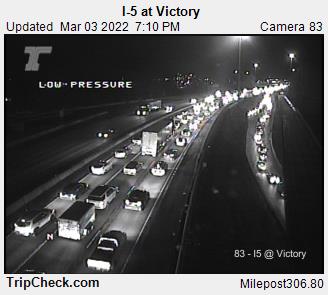 I-5 at Victory
Updated Mar 03 2022 7:10 PM Camera 83
T
LOW-PRESSURE
N
83 - I5 @ Victory
TripCheck.com Milepost306.80